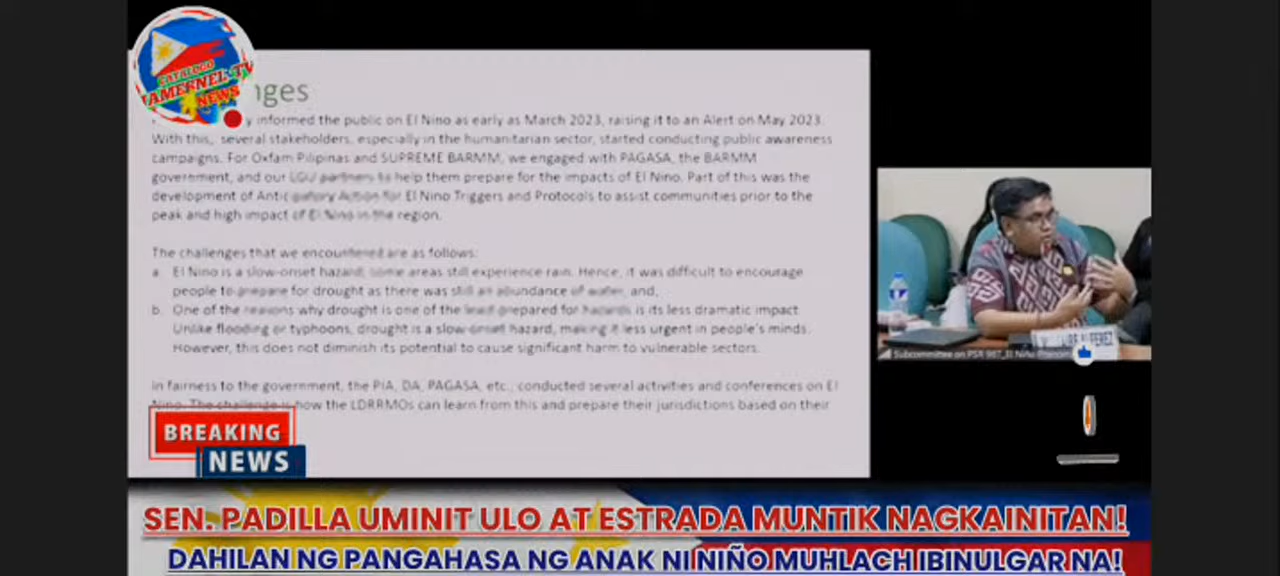 CATALOGO
JAMESNEL TV
NEWS
nges
y informed the public on El Nino as early as March 2023, raising it to an Alert on May 2023.
With this, several stakeholders, especially in the humanitarian sector, started conducting public awareness
campaigns. For Oxfam Pilipinas and SUPREME BARMM, we engaged with PAGASA, the BARMM
government, and our LGU partners to help them prepare for the impacts of El Nino. Part of this was the
development of Anticipatory Action for El Nino Triggers and Protocols to assist communities prior to the
peak and high impact of El Nino in the region.
The challenges that we encountered are as follows:
a. El Nino is a slow-onset hazard, some areas still experience rain. Hence, it was difficult to encourage
people to prepare for drought as there was still an abundance of water, and,
b. One of the reasons why drought is one of the least prepared for hazards is its less dramatic impact.
Unlike flooding or typhoons, drought is a slow-onset hazard, making it less urgent in people's minds.
However, this does not diminish its potential to cause significant harm to vulnerable sectors.
In fairness to the government, the PIA, DA, PAGASA, etc., conducted several activities and conferences on El
Nino. The challenge is how the LDRRMOs can learn from this and prepare their jurisdictions based on their
Subcommittee on PSR 987_El Niño
BREAKING
NEWS
SEN. PADILLA UMINIT ULO AT ESTRADA MUNTIK NAGKAINITAN!
DAHILAN NG PANGAHASA NG ANAK NI NIÑO MUHLACH IBINULGAR NA!